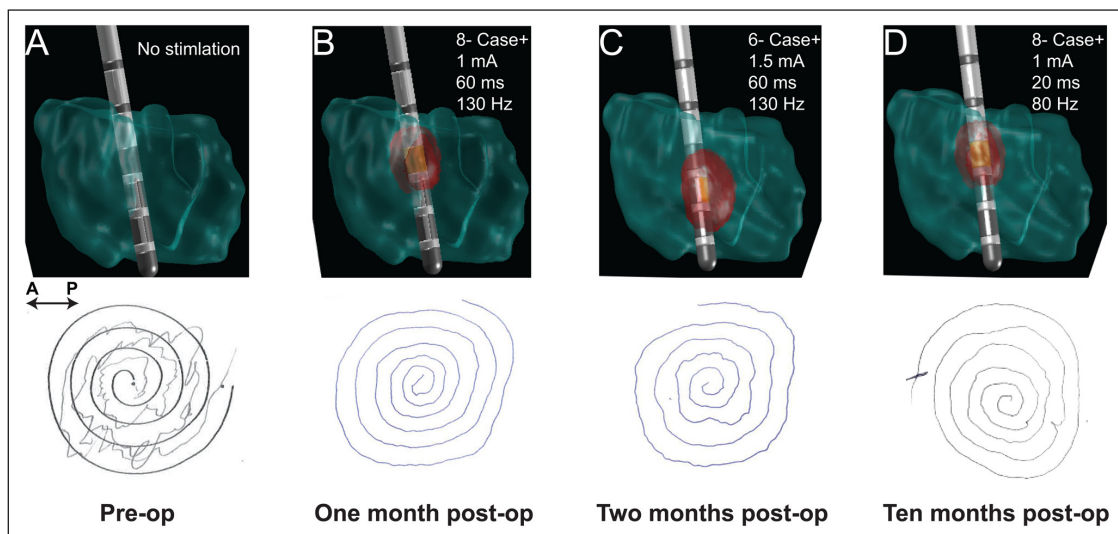 A
No stimlation
B
8- Case+
1 mA
60 ms
130 Hz
C
6- Case+
1.5 mA
60 ms
130 Hz
D
8- Case+
1 mA
20 ms
80 Hz
A P
Pre-op
One month post-op
Two months post-op
Ten months post-op